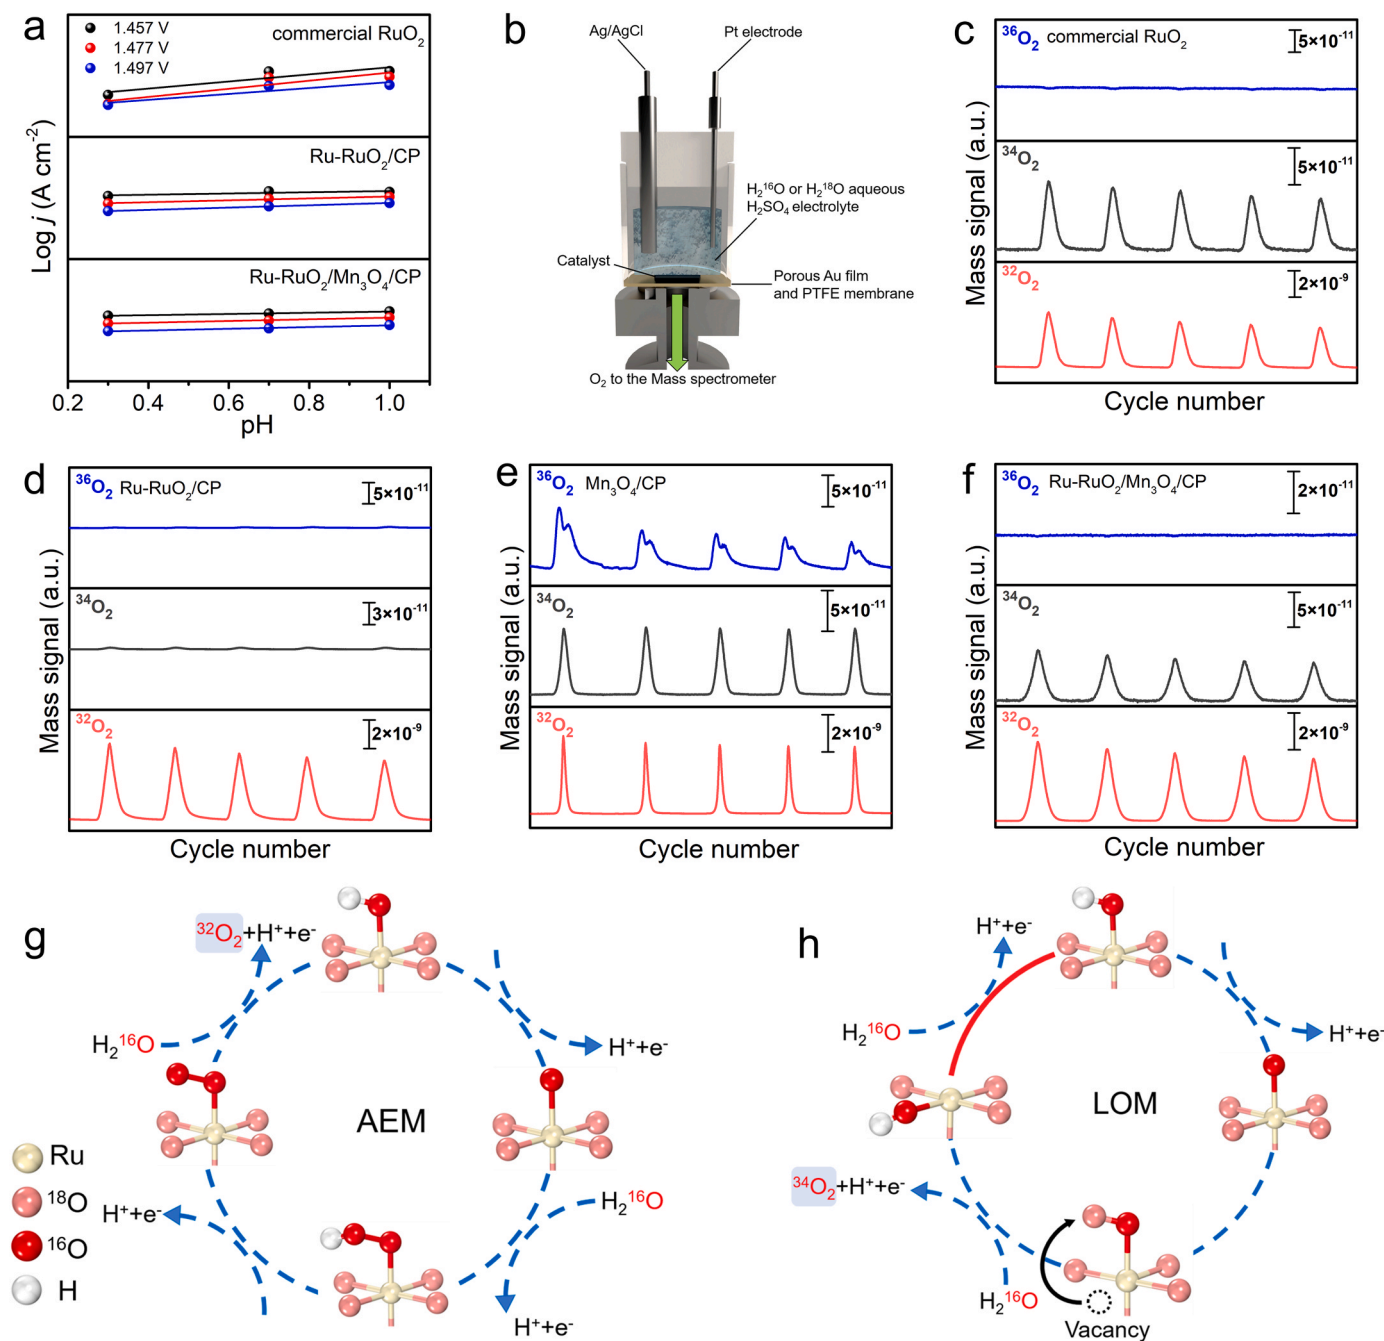 a
1.457 V
1.477 V
1.497 V
commercial RuO₂
Ru-RuO₂/CP
Ru-RuO₂/Mn₃O₄/CP
Log j (A cm⁻²)
0.2 0.4 0.6 0.8 1.0
pH
b
Ag/AgCl
Pt electrode
H₂¹⁶O or H₂¹⁸O aqueous
H₂SO₄ electrolyte
Catalyst
Porous Au film
and PTFE membrane
O₂ to the Mass spectrometer
c
³⁶O₂ commercial RuO₂
5×10⁻¹¹
³⁴O₂
5×10⁻¹¹
³²O₂
2×10⁻⁹
Mass signal (a.u.)
Cycle number
d
³⁶O₂ Ru-RuO₂/CP
5×10⁻¹¹
³⁴O₂
3×10⁻¹¹
³²O₂
2×10⁻⁹
Mass signal (a.u.)
Cycle number
e
³⁶O₂ Mn₃O₄/CP
5×10⁻¹¹
³⁴O₂
5×10⁻¹¹
³²O₂
2×10⁻⁹
Mass signal (a.u.)
Cycle number
f
³⁶O₂ Ru-RuO₂/Mn₃O₄/CP
2×10⁻¹¹
³⁴O₂
5×10⁻¹¹
³²O₂
2×10⁻⁹
Mass signal (a.u.)
Cycle number
g
³²O₂+H⁺+e⁻
H₂¹⁶O
H⁺+e⁻
AEM
H₂¹⁶O
H⁺+e⁻
H⁺+e⁻
Ru
¹⁸O
¹⁶O
H
h
H⁺+e⁻
H₂¹⁶O
H⁺+e⁻
LOM
³⁴O₂+H⁺+e⁻
H₂¹⁶O
Vacancy